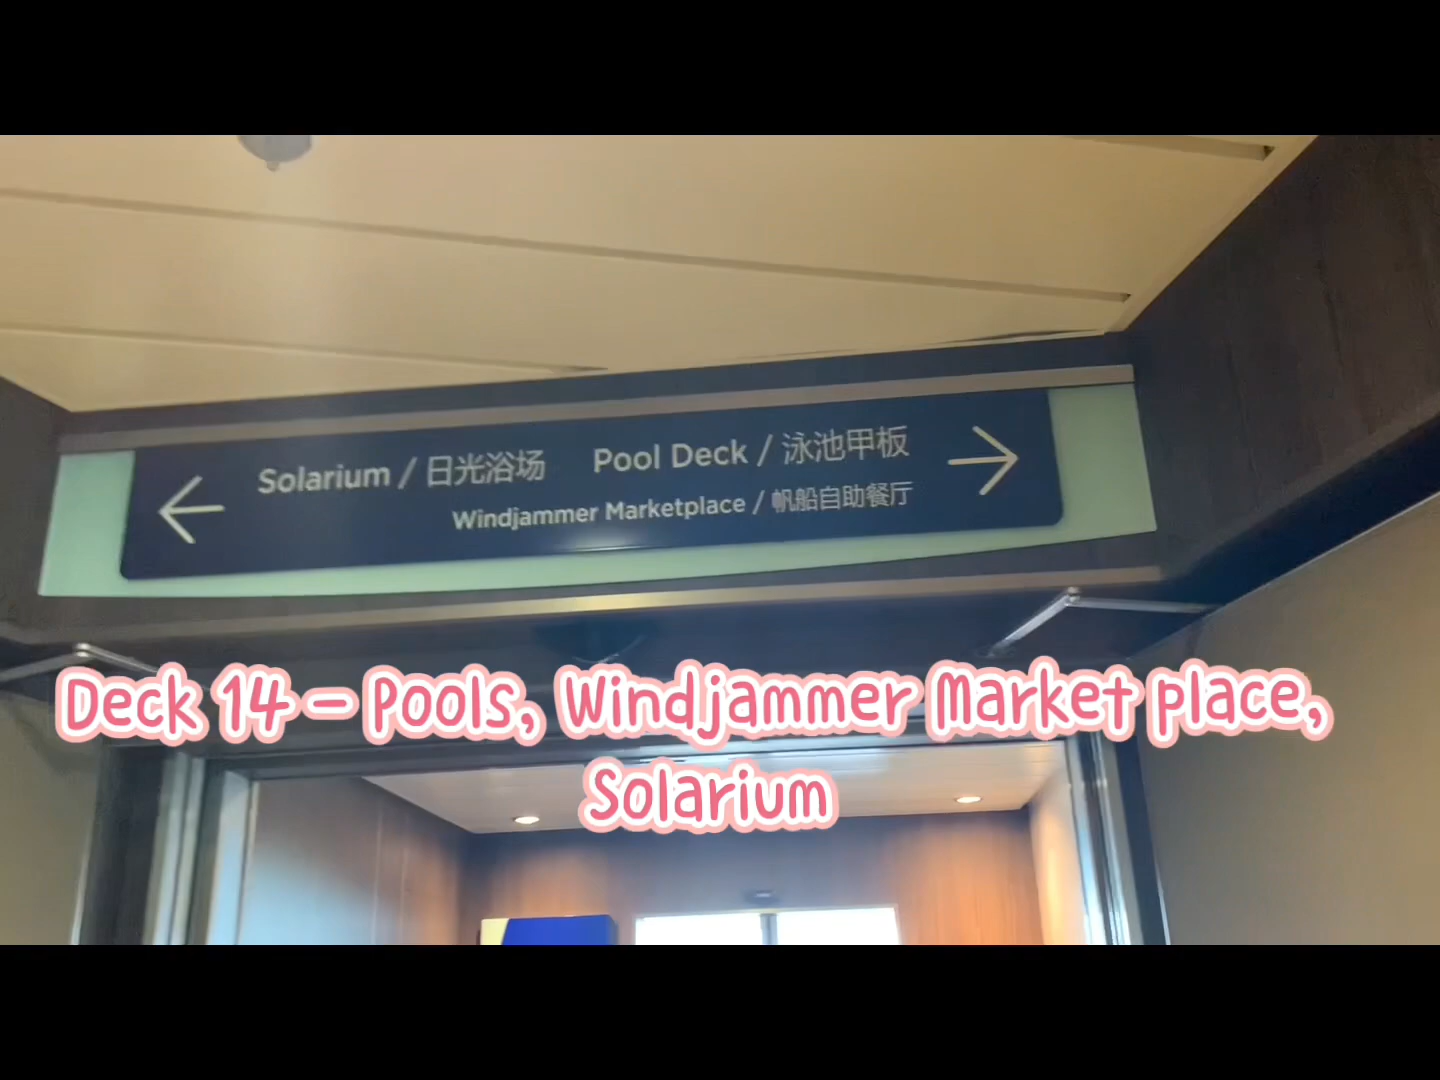 Solarium / 日光浴场
Pool Deck / 泳池甲板
Windjammer Marketplace / 帆船自助餐厅
Deck 14 - Pools, Windjammer Market place,
Solarium